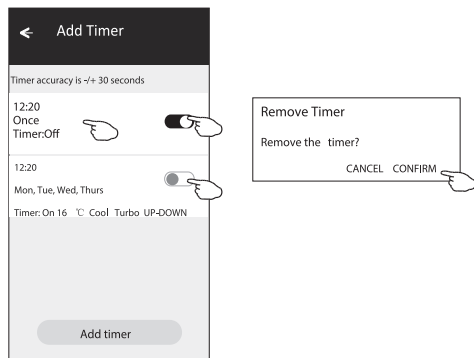 Add Timer
Timer accuracy is -/+ 30 seconds
12:20
Once
Timer:Off
12:20
Mon, Tue, Wed, Thurs
Timer: On 16 ℃ Cool Turbo UP-DOWN
Add timer
Remove Timer
Remove the timer?
CANCEL CONFIRM